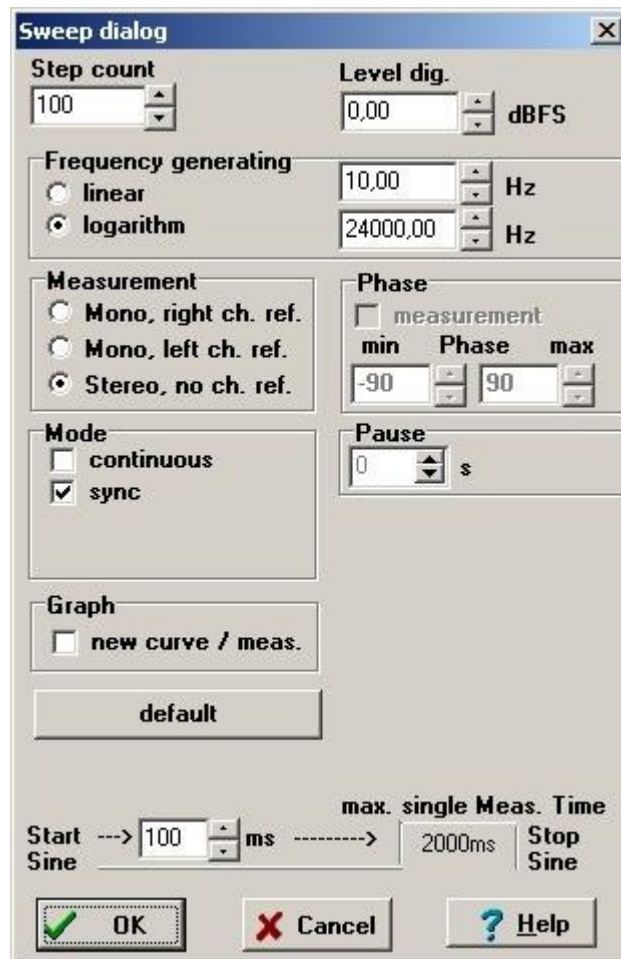 Sweep dialog
Step count
100
Level dig.
0,00 dBFS
Frequency generating
linear
logarithm
10,00 Hz
24000,00 Hz
Measurement
Mono, right ch. ref.
Mono, left ch. ref.
Stereo, no ch. ref.
Phase
measurement
min Phase max
-90 90
Mode
continuous
sync
Pause
0 s
Graph
new curve / meas.
default
max. single Meas. Time
Start ---> 100 ms --------> 2000ms Stop
Sine Sine
OK Cancel Help